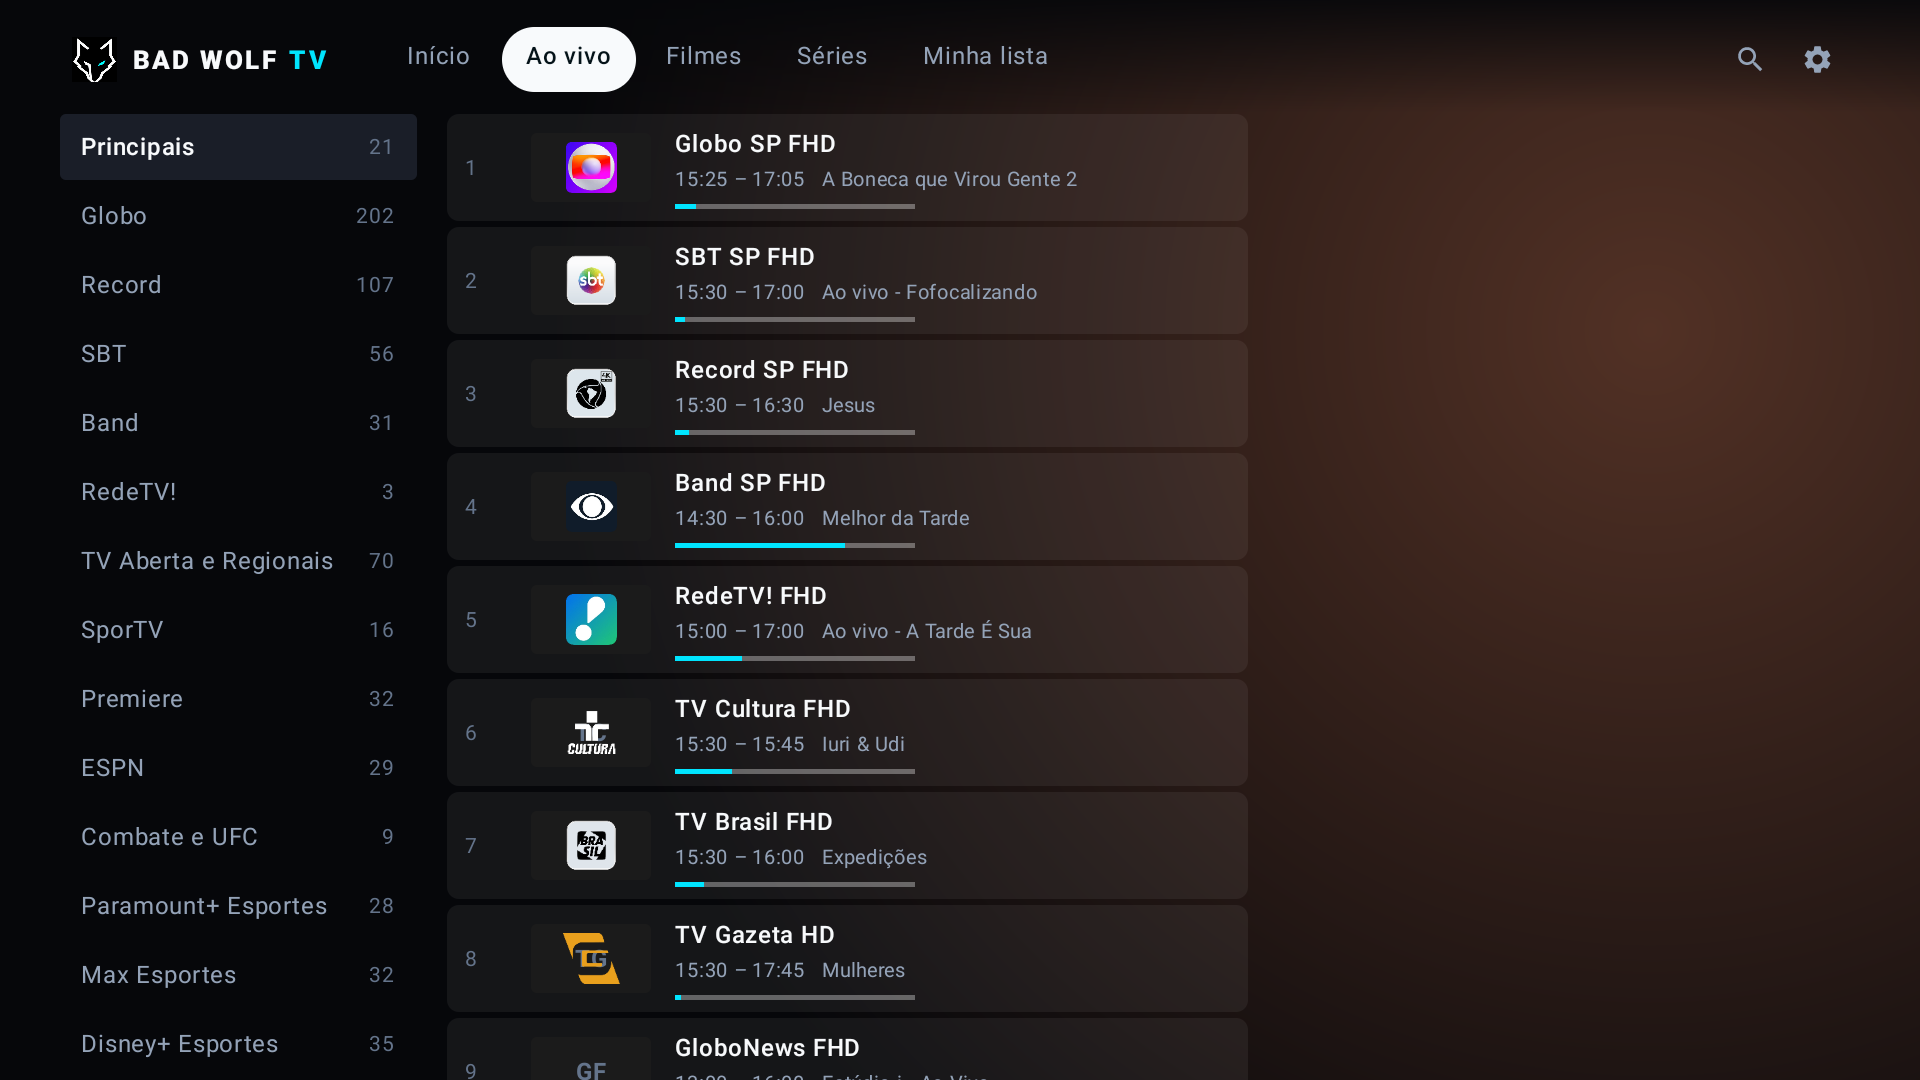 BAD WOLF TV
Início
Ao vivo
Filmes
Séries
Minha lista
Principais 21
Globo 202
Record 107
SBT 56
Band 31
RedeTV! 3
TV Aberta e Regionais 70
SporTV 16
Premiere 32
ESPN 29
Combate e UFC 9
Paramount+ Esportes 28
Max Esportes 32
Disney+ Esportes 35
1
Globo SP FHD
15:25 – 17:05 A Boneca que Virou Gente 2
2
sbt
SBT SP FHD
15:30 – 17:00 Ao vivo - Fofocalizando
3
4K
Record SP FHD
15:30 – 16:30 Jesus
4
Band SP FHD
14:30 – 16:00 Melhor da Tarde
5
RedeTV! FHD
15:00 – 17:00 Ao vivo - A Tarde É Sua
6
CULTURA
TV Cultura FHD
15:30 – 15:45 Iuri & Udi
7
BRA
SIL
TV Brasil FHD
15:30 – 16:00 Expedições
8
TG
TV Gazeta HD
15:30 – 17:45 Mulheres
9
GF
GloboNews FHD